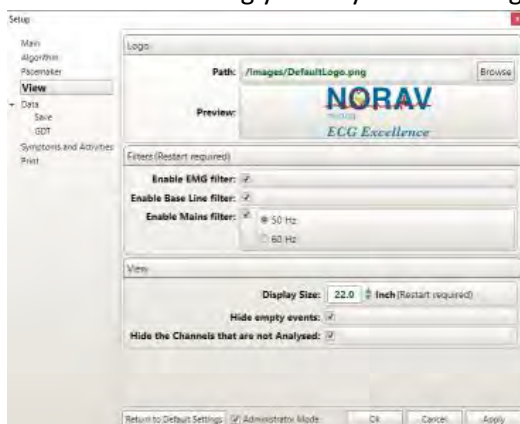 Setup
Main
Algorithm
Pacemaker
View
Data
Save
GDT
Symptoms and Activities
Print
Logo
Path: /Images/DefaultLogo.png Browse
Preview:
NORAV
ECG Excellence
Filters (Restart required)
Enable EMG filter:
Enable Base Line filter:
Enable Mains filter: 50 Hz
60 Hz
View
Display Size: 22.0 Inch (Restart required)
Hide empty events:
Hide the Channels that are not Analysed:
Return to Default Settings Administrator Mode Ok Cancel Apply